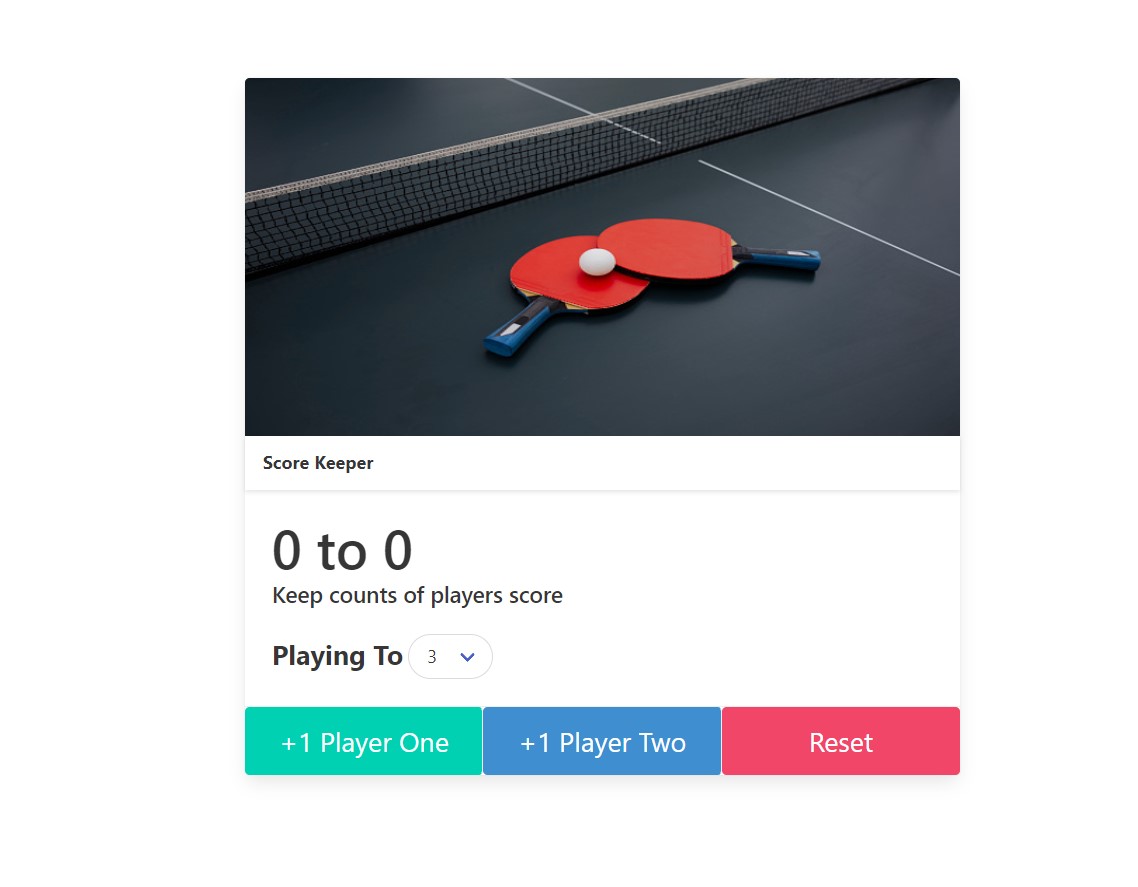 Score Keeper
0 to 0
Keep counts of players score
Playing To 3
+1 Player One +1 Player Two Reset